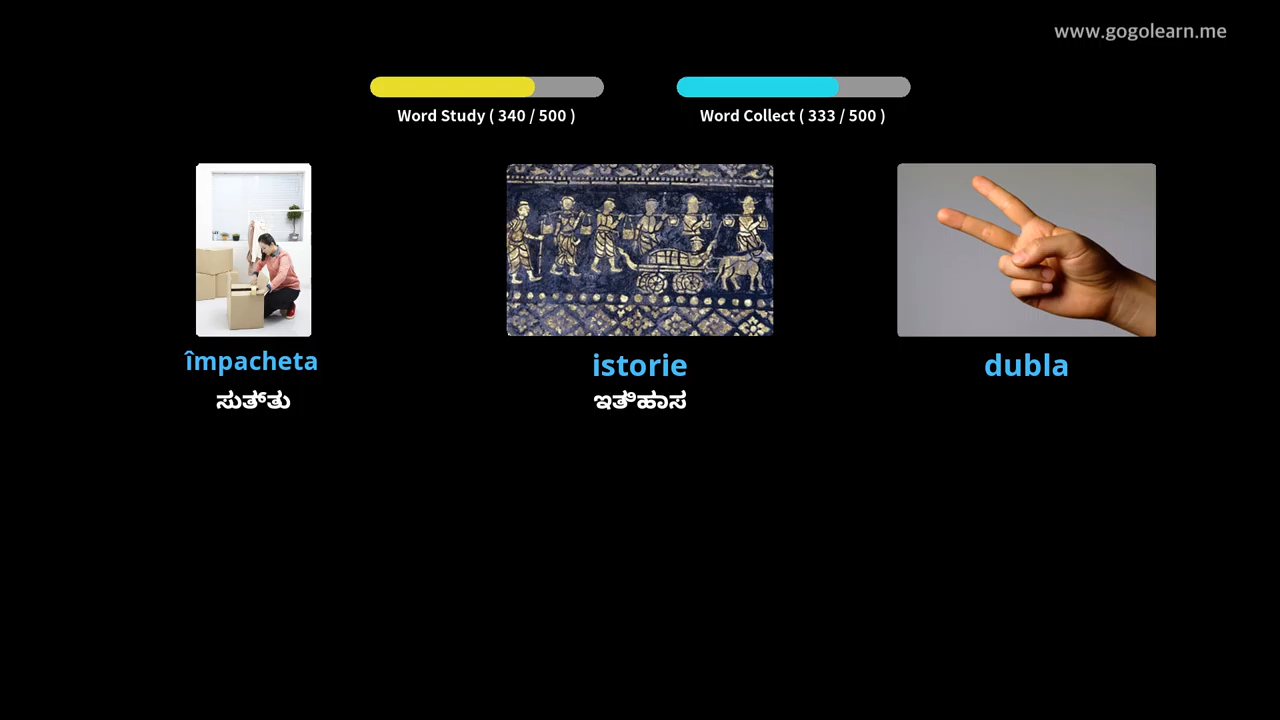 www.gogolearn.me
Word Study ( 340 / 500 )
Word Collect ( 333 / 500 )
împacheta
istorie
dubla
ಸುತ್ತು
ಇತಿಹಾಸ